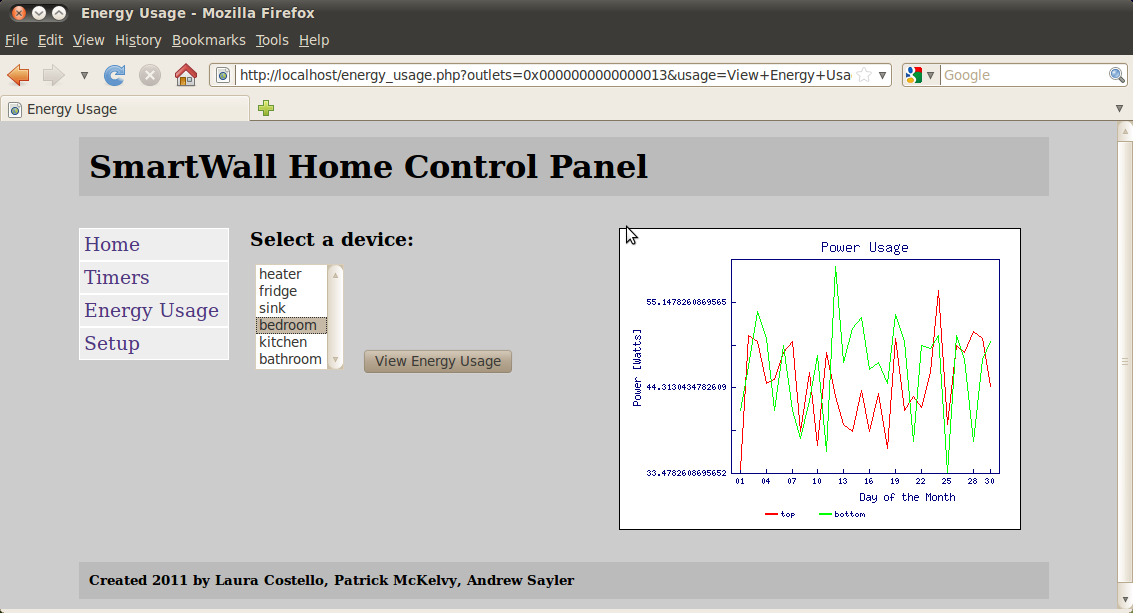 Energy Usage - Mozilla Firefox
File Edit View History Bookmarks Tools Help
http://localhost/energy_usage.php?outlets=0x0000000000000013&usage=View+Energy+Usa
Google
Energy Usage
SmartWall Home Control Panel
Home
Timers
Energy Usage
Setup
Select a device:
heater
fridge
sink
bedroom
kitchen
bathroom
View Energy Usage
Power Usage
Power [Watts]
55.1478260869565
44.3130434782609
33.4782608695652
01 04 07 10 13 16 19 22 25 28 30
Day of the Month
top bottom
Created 2011 by Laura Costello, Patrick McKelvy, Andrew Sayler